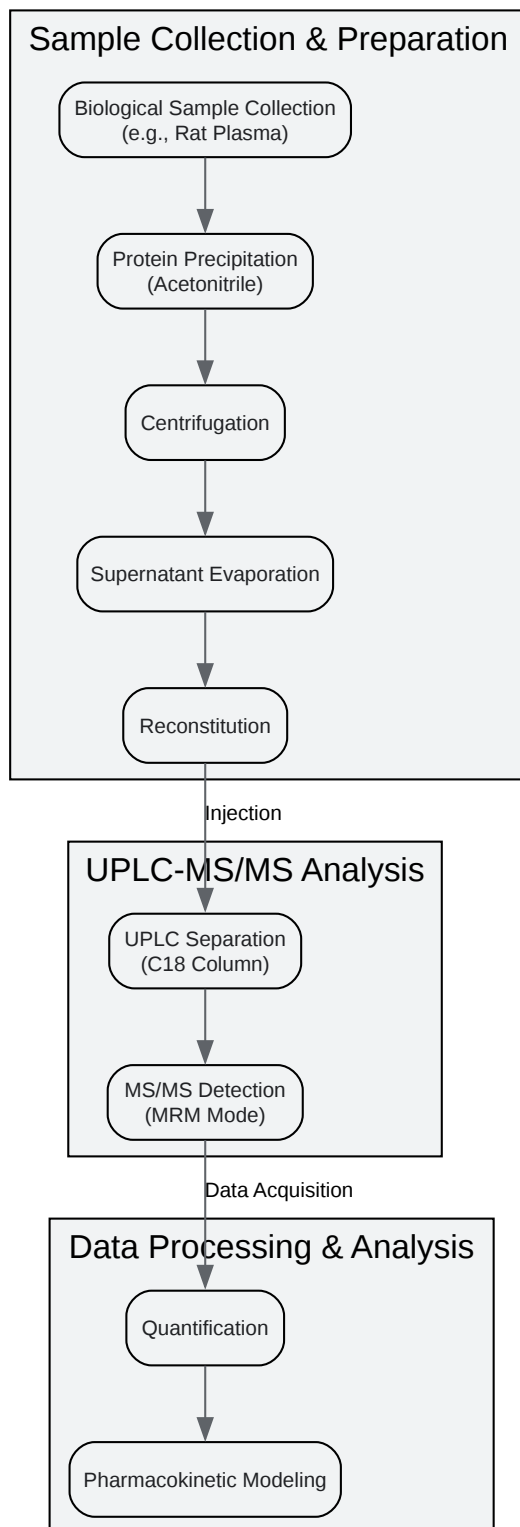 Sample Collection & Preparation
Biological Sample Collection
(e.g., Rat Plasma)
Protein Precipitation
(Acetonitrile)
Centrifugation
Supernatant Evaporation
Reconstitution
Injection
UPLC-MS/MS Analysis
UPLC Separation
(C18 Column)
MS/MS Detection
(MRM Mode)
Data Acquisition
Data Processing & Analysis
Quantification
Pharmacokinetic Modeling